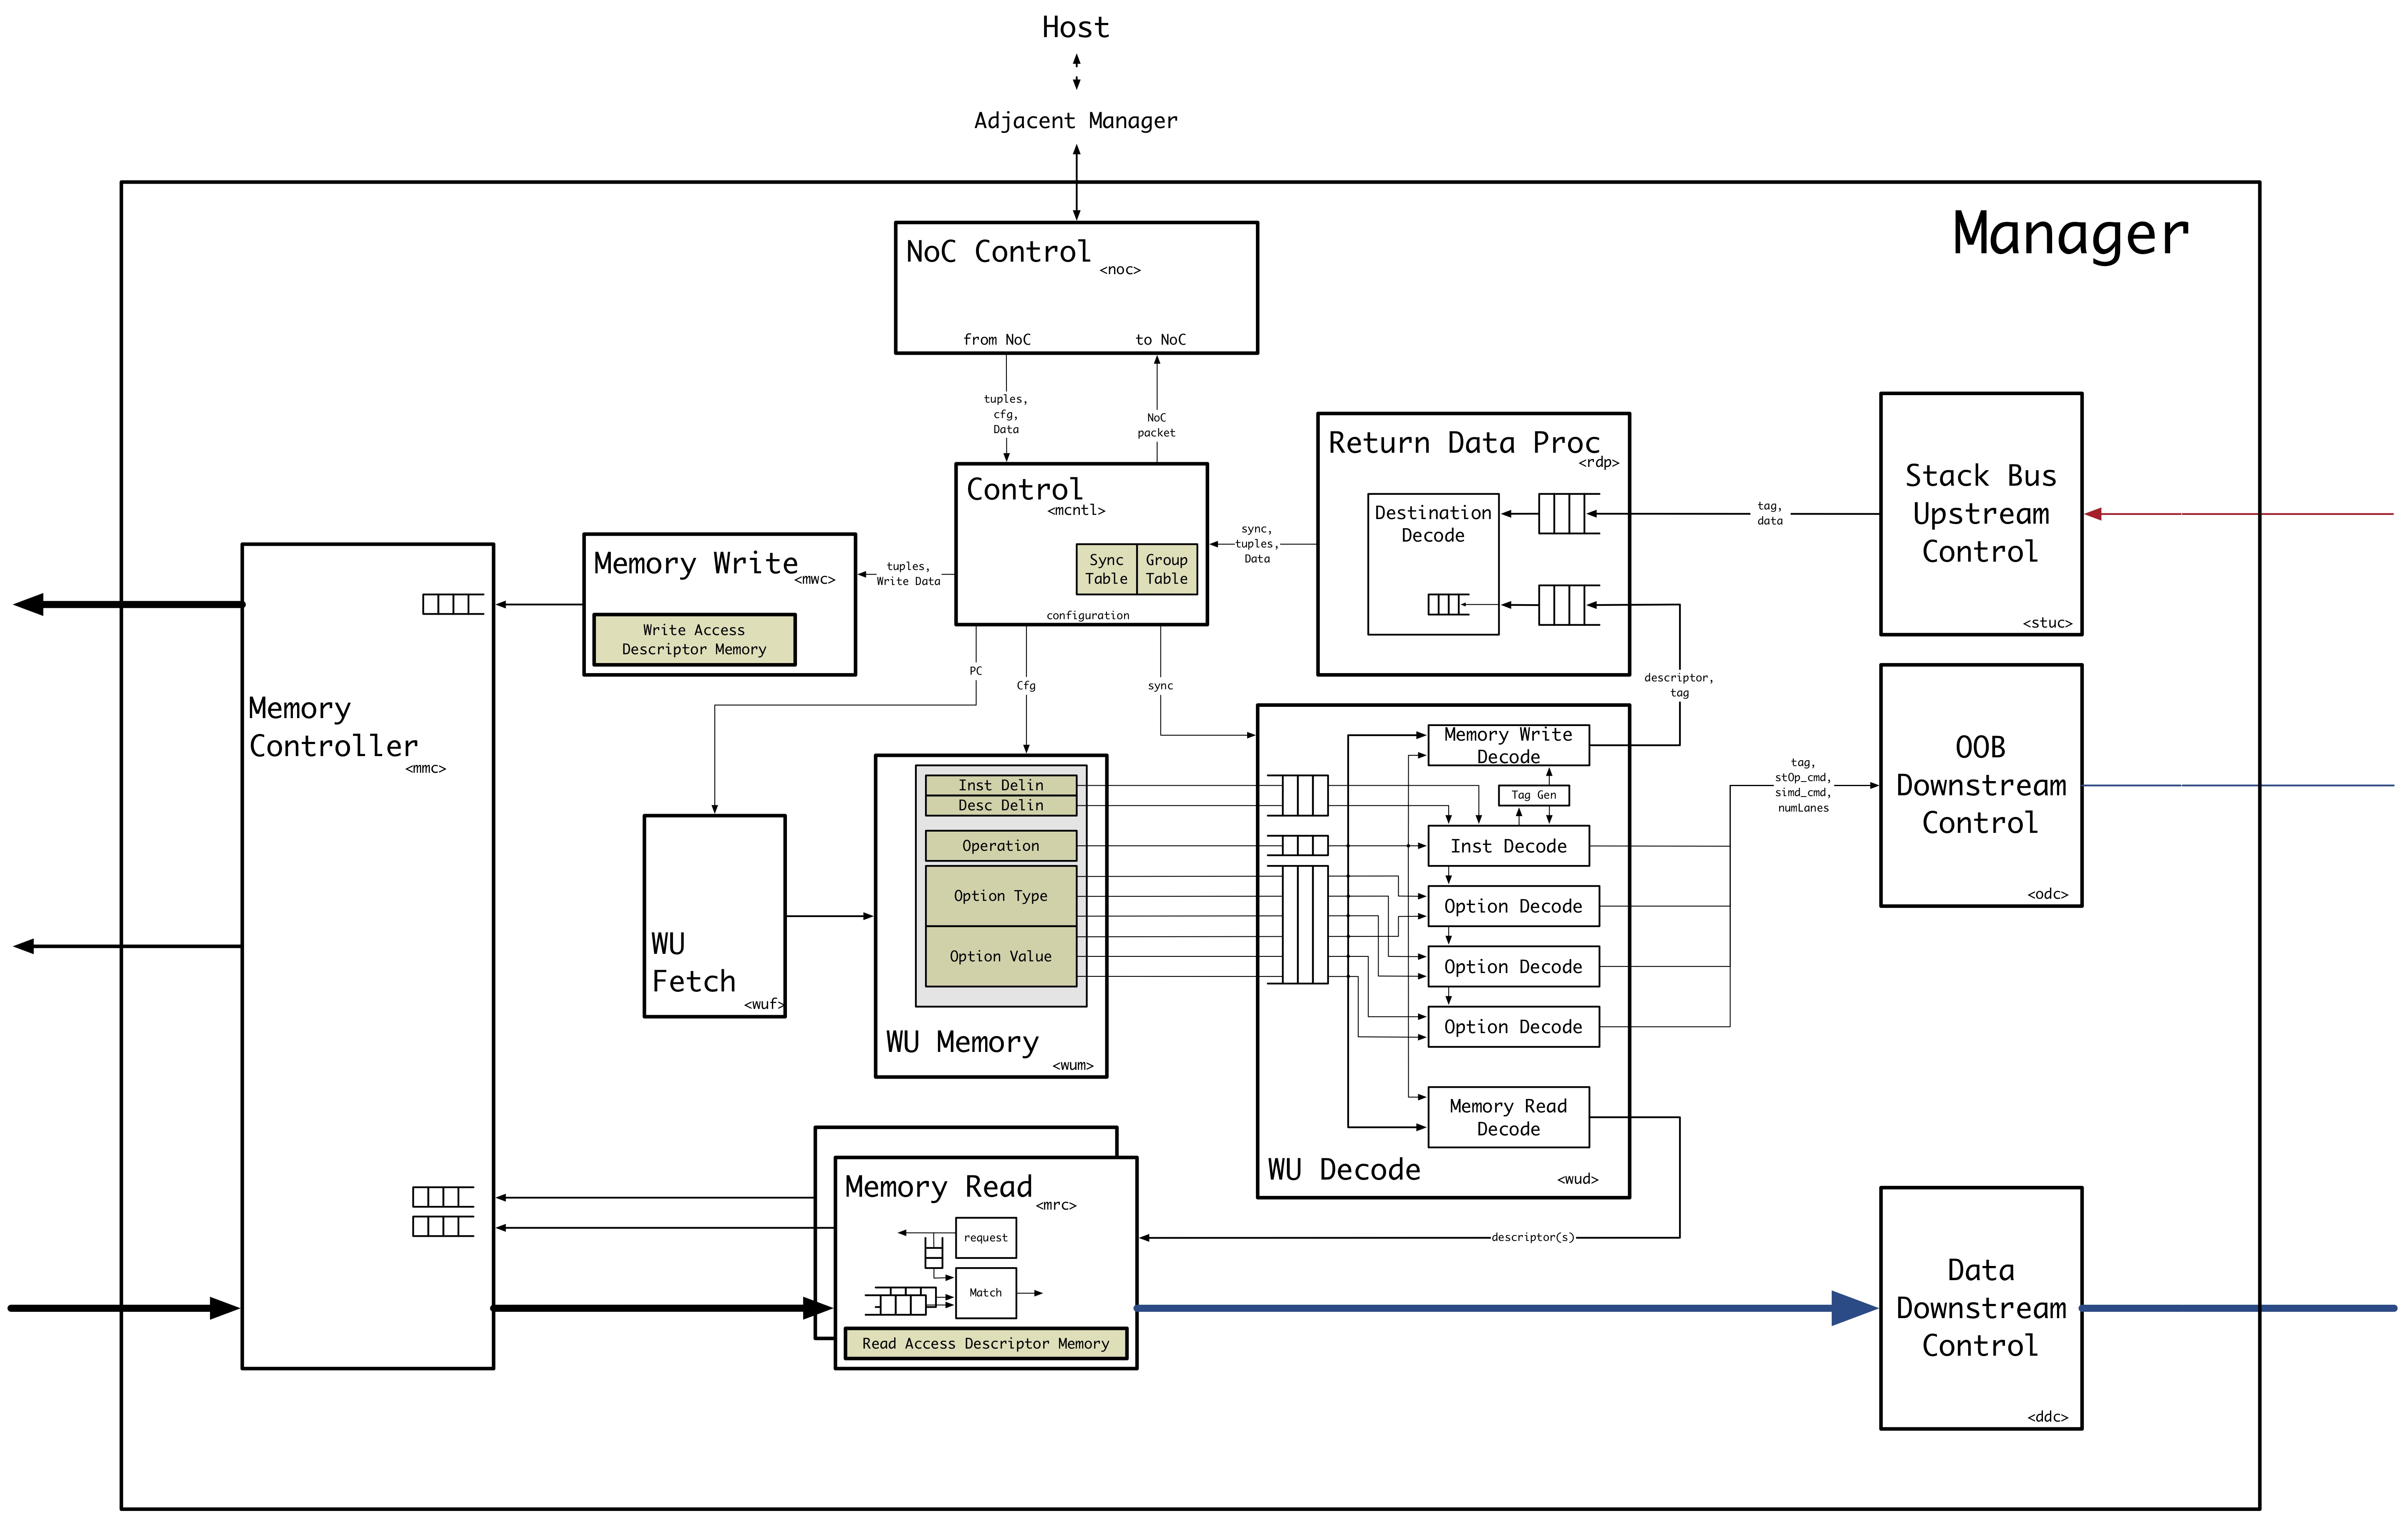 Host
Adjacent Manager
Manager
NoC Control
<noc>
from NoC
to NoC
tuples,
cfg,
Data
NoC
packet
Control
<mcntl>
Sync
Table
Group
Table
configuration
Return Data Proc
<rdp>
Destination
Decode
sync,
tuples,
Data
tag,
data
Stack Bus
Upstream
Control
<stuc>
Memory Write
<mwc>
Write Access
Descriptor Memory
tuples,
Write Data
Memory
Controller
<mmc>
PC
Cfg
sync
descriptor,
tag
OOB
Downstream
Control
<odc>
tag,
stOp_cmd,
simd_cmd,
numLanes
WU
Fetch
<wuf>
Inst Delin
Desc Delin
Operation
Option Type
Option Value
WU Memory
<wum>
Memory Write
Decode
Tag Gen
Inst Decode
Option Decode
Option Decode
Option Decode
Memory Read
Decode
WU Decode
<wud>
Memory Read
<mrc>
request
Match
Read Access Descriptor Memory
descriptor(s)
Data
Downstream
Control
<ddc>